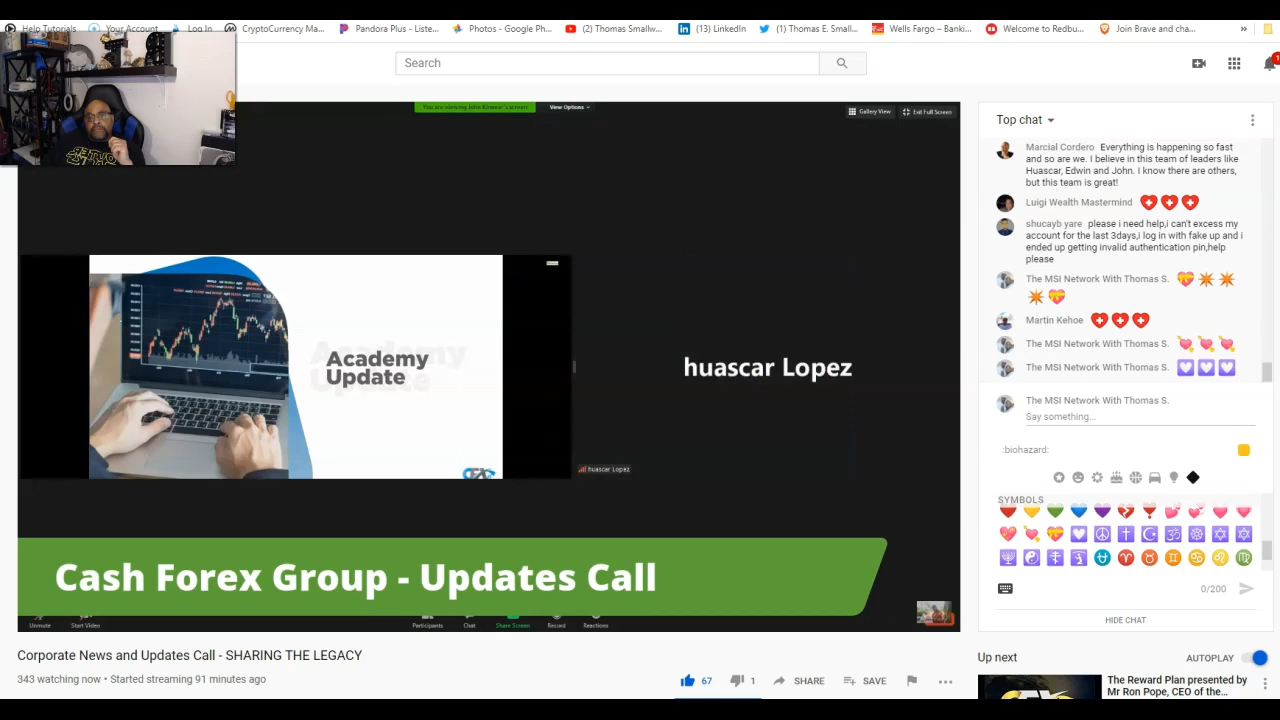 Help Tutorials
Your Account
Log In
CryptoCurrency Ma...
Pandora Plus - Liste...
Photos - Google Ph...
(2) Thomas Smallw...
(13) LinkedIn
(1) Thomas E. Small...
Wells Fargo – Banki...
Welcome to Redbu...
Join Brave and cha...
»
Search
1
You are viewing John Kinnear's screen
View Options
Gallery View
Exit Full Screen
Academy
Update
huascar Lopez
huascar Lopez
Cash Forex Group - Updates Call
Unmute
Start Video
Participants
Chat
Share Screen
Record
Reactions
Corporate News and Updates Call - SHARING THE LEGACY
343 watching now • Started streaming 91 minutes ago
67
1
SHARE
SAVE
Top chat
Marcial Cordero Everything is happening so fast
and so are we. I believe in this team of leaders like
Huascar, Edwin and John. I know there are others,
but this team is great!
Luigi Wealth Mastermind
shucayb yare please i need help,i can't excess my
account for the last 3days,i log in with fake up and i
ended up getting invalid authentication pin,help
please
The MSI Network With Thomas S.
Martin Kehoe
The MSI Network With Thomas S.
The MSI Network With Thomas S.
The MSI Network With Thomas S.
Say something...
:biohazard:
SYMBOLS
0/200
HIDE CHAT
Up next
AUTOPLAY
The Reward Plan presented by
Mr Ron Pope, CEO of the...